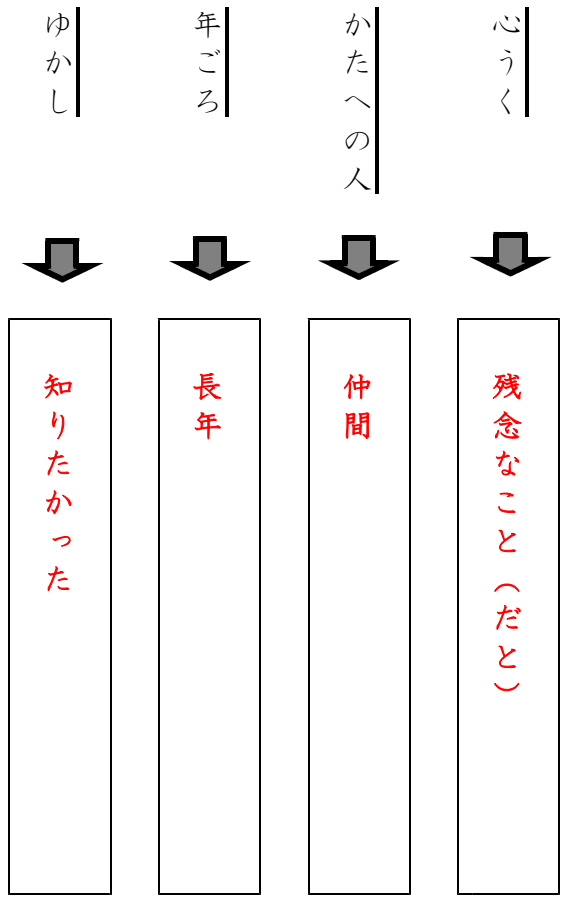 心うく
残念なこと（だと）
かたへの人
仲間
年ごろ
長年
ゆかし
知りたかった